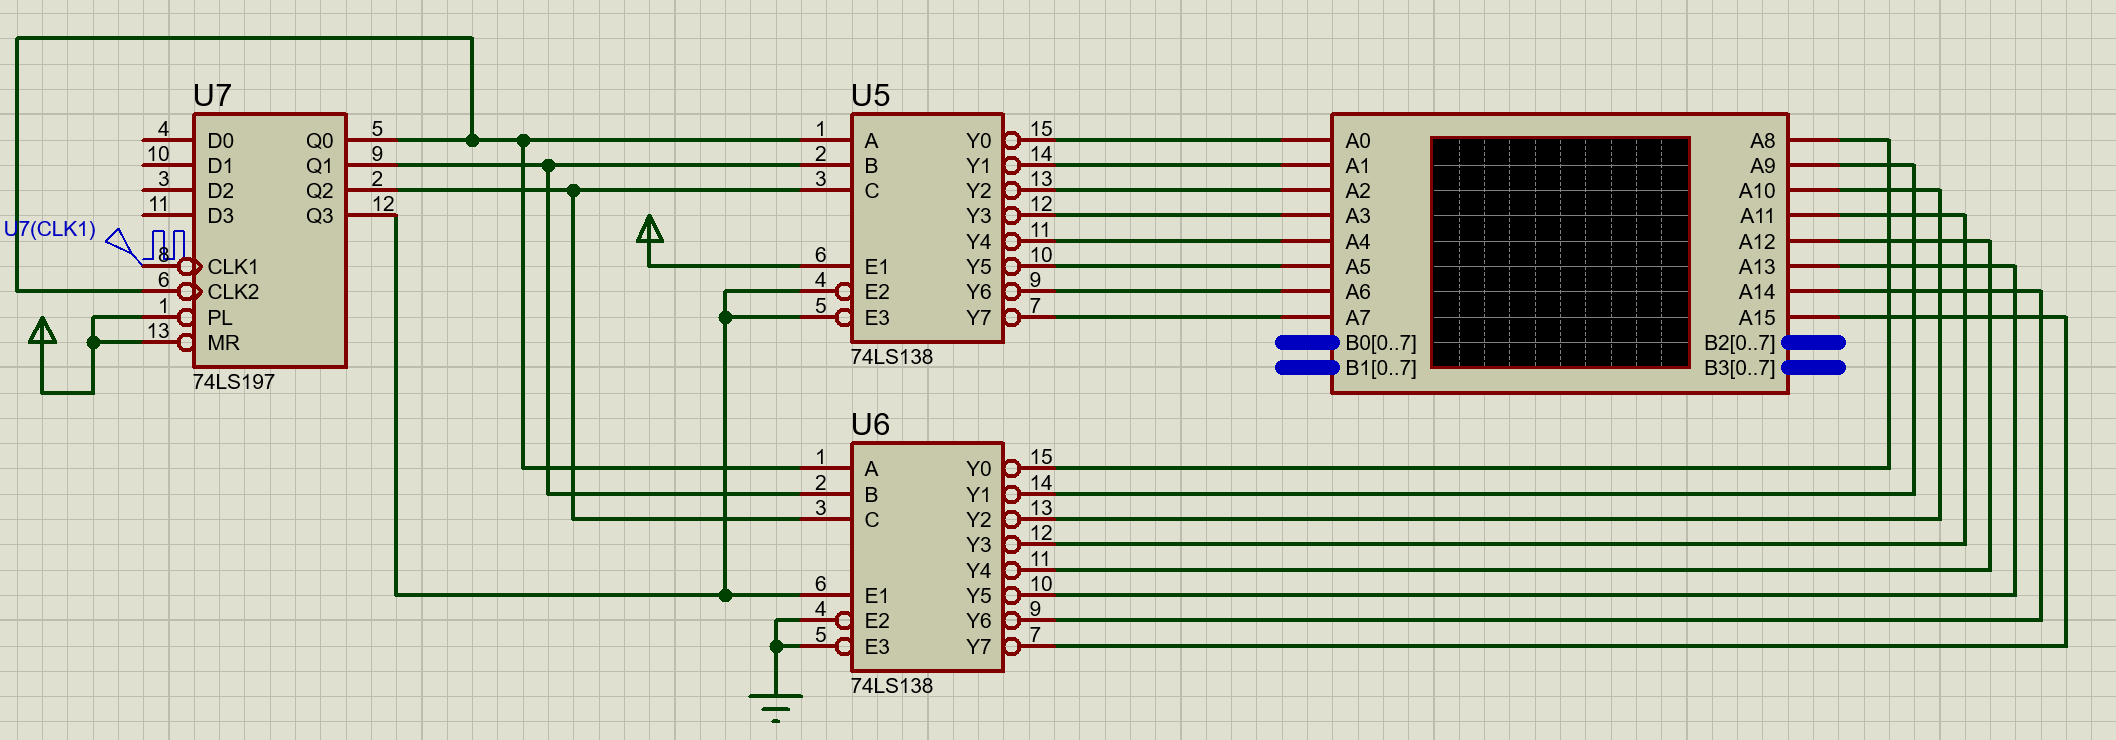 U7
4 D0 Q0 5
10 D1 Q1 9
3 D2 Q2 2
11 D3 Q3 12
U7(CLK1)
8 CLK1
6 CLK2
1 PL
13 MR
74LS197
U5
1 A Y0 15
2 B Y1 14
3 C Y2 13
Y3 12
Y4 11
6 E1 Y5 10
4 E2 Y6 9
5 E3 Y7 7
74LS138
A0 A8
A1 A9
A2 A10
A3 A11
A4 A12
A5 A13
A6 A14
A7 A15
B0[0..7] B2[0..7]
B1[0..7] B3[0..7]
U6
1 A Y0 15
2 B Y1 14
3 C Y2 13
Y3 12
Y4 11
6 E1 Y5 10
4 E2 Y6 9
5 E3 Y7 7
74LS138